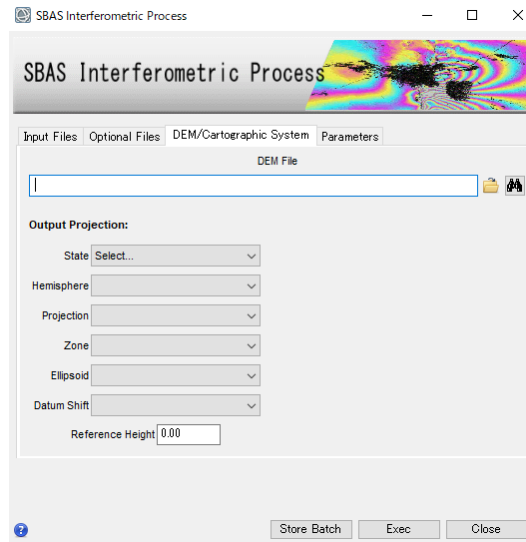 SBAS Interferometric Process
SBAS Interferometric Process
Input Files Optional Files DEM/Cartographic System Parameters
DEM File
Output Projection:
State Select...
Hemisphere
Projection
Zone
Ellipsoid
Datum Shift
Reference Height 0.00
? Store Batch Exec Close